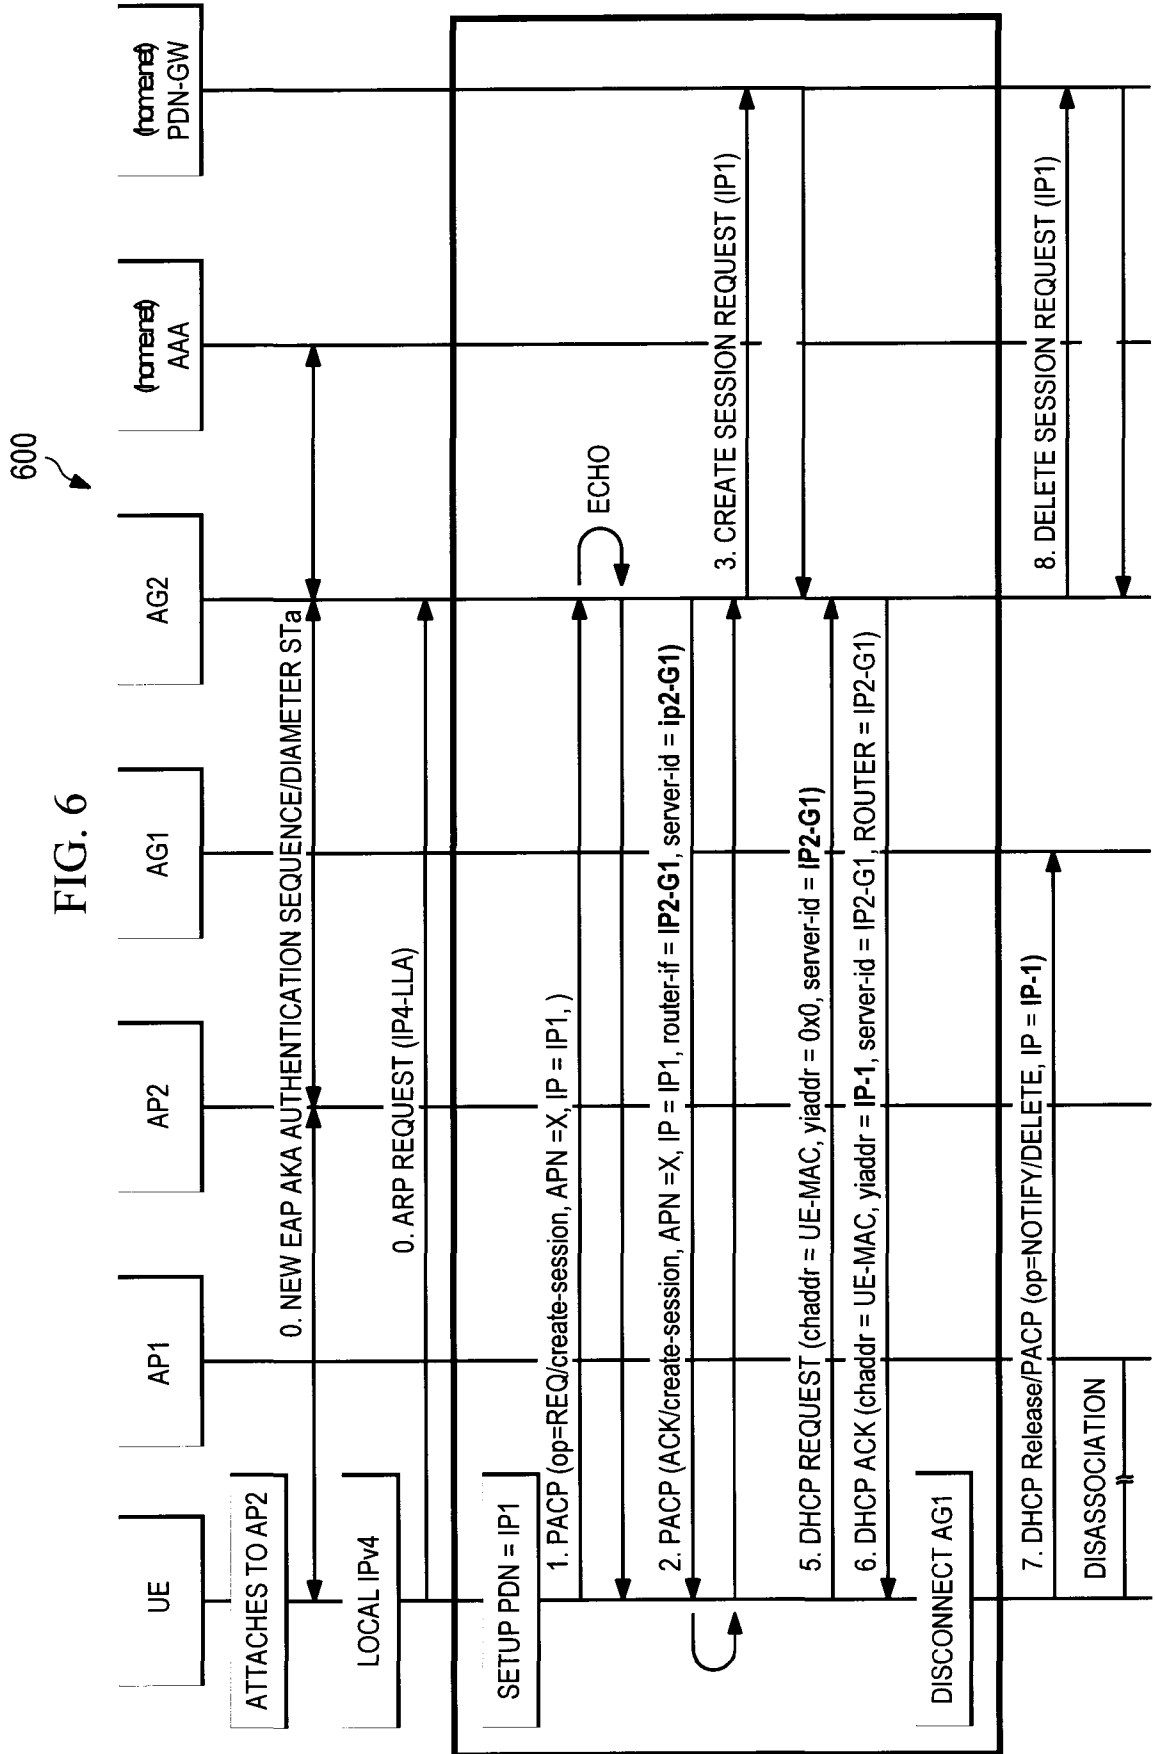 FIG. 6
600
UE
AP1
AP2
AG1
AG2
(home net)
AAA
(home net)
PDN-GW
ATTACHES TO AP2
0. NEW EAP AKA AUTHENTICATION SEQUENCE/DIAMETER STa
LOCAL IPv4
0. ARP REQUEST (IP4-LLA)
SETUP PDN = IP1
1. PACP (op=REQ/create-session, APN =X, IP = IP1, )
ECHO
2. PACP (ACK/create-session, APN =X, IP = IP1, router-if = IP2-G1, server-id = ip2-G1)
3. CREATE SESSION REQUEST (IP1)
5. DHCP REQUEST (chaddr = UE-MAC, yiaddr = 0x0, server-id = IP2-G1)
6. DHCP ACK (chaddr = UE-MAC, yiaddr = IP-1, server-id = IP2-G1, ROUTER = IP2-G1)
DISCONNECT AG1
7. DHCP Release/PACP (op=NOTIFY/DELETE, IP = IP-1)
8. DELETE SESSION REQUEST (IP1)
DISASSOCIATION